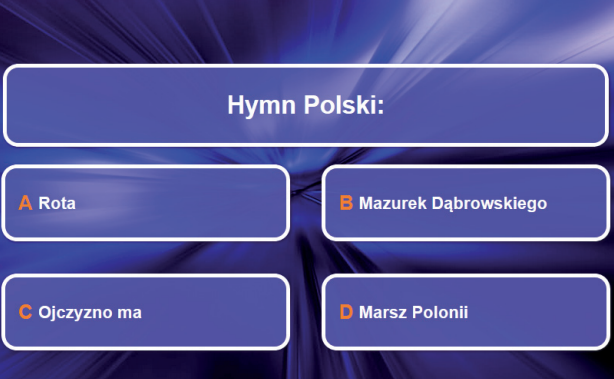 Hymn Polski:
A Rota
B Mazurek Dąbrowskiego
C Ojczyzno ma
D Marsz Polonii